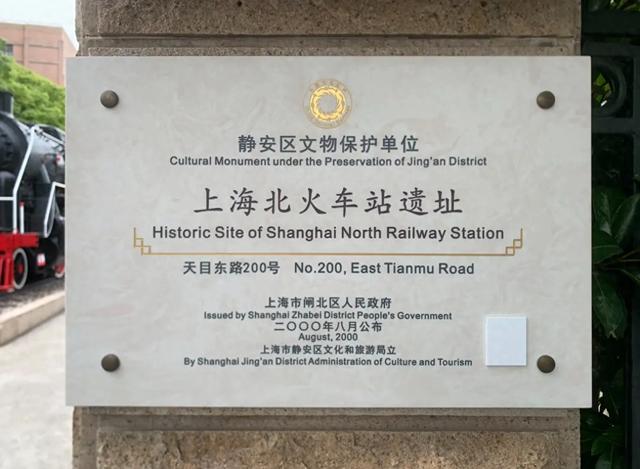 静安区文物保护单位
Cultural Monument under the Preservation of Jing'an District
上海北火车站遗址
Historic Site of Shanghai North Railway Station
天目东路200号 No.200, East Tianmu Road
上海市闸北区人民政府
Issued by Shanghai Zhabei District People's Government
二〇〇〇年八月公布
August, 2000
上海市静安区文化和旅游局立
By Shanghai Jing'an District Administration of Culture and Tourism